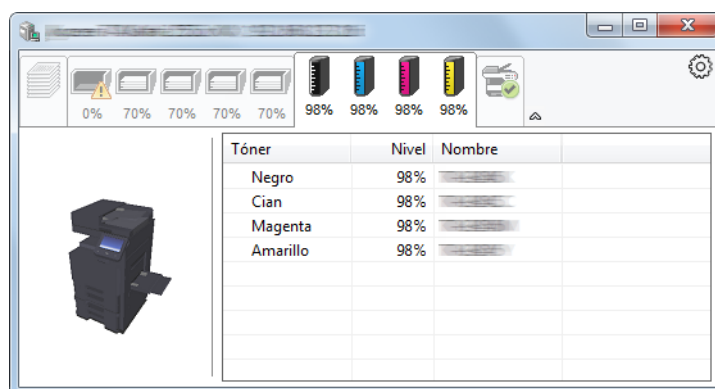 0% 70% 70% 70% 70% 98% 98% 98% 98%
Tóner Nivel Nombre
Negro 98%
Cian 98%
Magenta 98%
Amarillo 98%